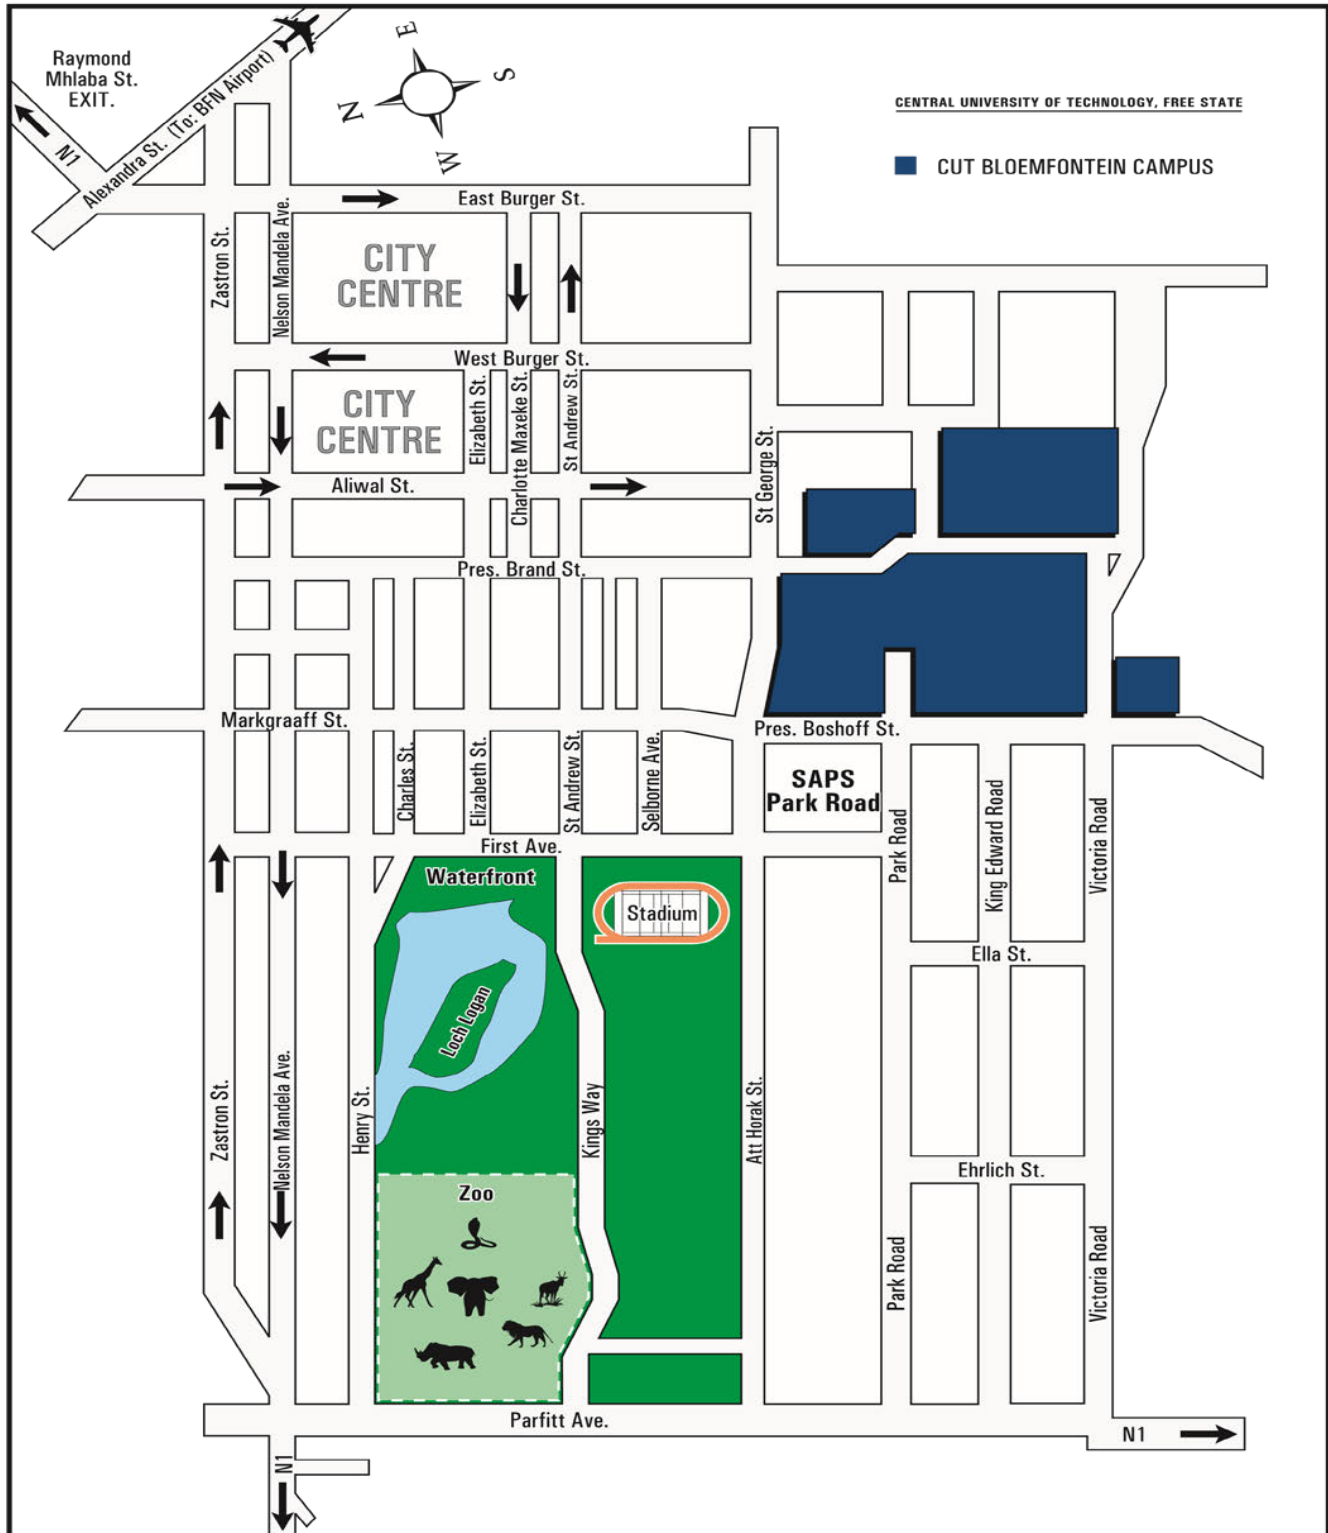 Raymond
Mhlaba St.
EXIT.
N1
Alexandra St. (To: BFN Airport)
E
S
N
W
CENTRAL UNIVERSITY OF TECHNOLOGY, FREE STATE
CUT BLOEMFONTEIN CAMPUS
East Burger St.
Zastron St.
Nelson Mandela Ave.
CITY
CENTRE
West Burger St.
CITY
CENTRE
Elizabeth St.
Charlotte Maxeke St.
St Andrew St.
St George St.
Aliwal St.
Pres. Brand St.
Markgraaff St.
Pres. Boshoff St.
Charles St.
Elizabeth St.
St Andrew St.
Selborne Ave.
SAPS
Park Road
Park Road
King Edward Road
Victoria Road
First Ave.
Waterfront
Stadium
Ella St.
Loch Logan
Zastron St.
Nelson Mandela Ave.
Henry St.
Kings Way
Att Horak St.
Ehrlich St.
Zoo
Park Road
Victoria Road
Parfitt Ave.
N1
N1